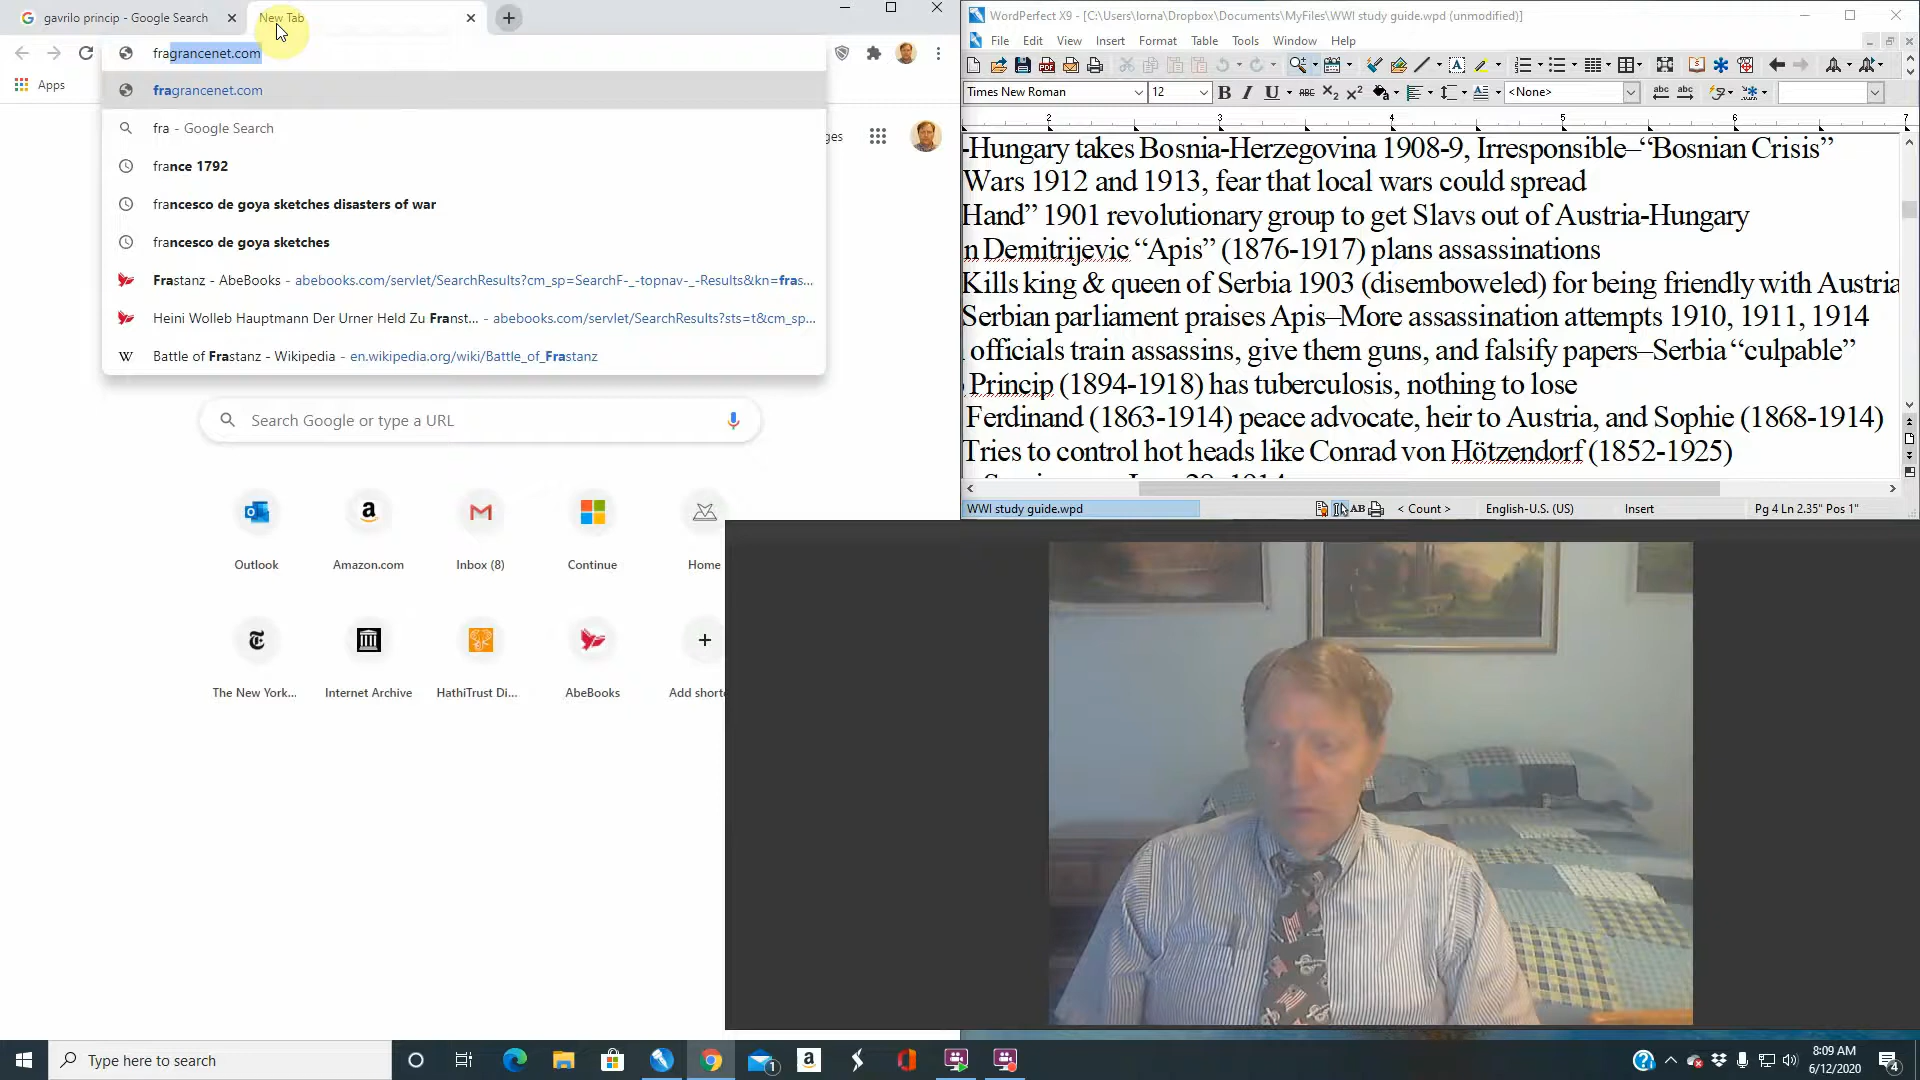 gavrilo princip - Google Search
New Tab
fragrancenet.com
Apps
fragrancenet.com
fra - Google Search
france 1792
francesco de goya sketches disasters of war
francesco de goya sketches
Frastanz - AbeBooks - abebooks.com/servlet/SearchResults?cm_sp=SearchF-_-topnav-_-Results&kn=fras...
Heini Wolleb Hauptmann Der Urner Held Zu Franst... - abebooks.com/servlet/SearchResults?sts=t&cm_sp...
Battle of Frastanz - Wikipedia - en.wikipedia.org/wiki/Battle_of_Frastanz
ges
Search Google or type a URL
Outlook
Amazon.com
Inbox (8)
Continue
Home
The New York...
Internet Archive
HathiTrust Di...
AbeBooks
Add short
WordPerfect X9 - [C:\Users\lorna\Dropbox\Documents\MyFiles\WWI study guide.wpd (unmodified)]
File Edit View Insert Format Table Tools Window Help
Times New Roman 12 B I U ABC X2 X2 <None>
2 3 4 5 6 7
-Hungary takes Bosnia-Herzegovina 1908-9, Irresponsible–“Bosnian Crisis”
Wars 1912 and 1913, fear that local wars could spread
Hand” 1901 revolutionary group to get Slavs out of Austria-Hungary
n Demitrijevic “Apis” (1876-1917) plans assassinations
Kills king & queen of Serbia 1903 (disemboweled) for being friendly with Austria
Serbian parliament praises Apis–More assassination attempts 1910, 1911, 1914
officials train assassins, give them guns, and falsify papers–Serbia “culpable”
Princip (1894-1918) has tuberculosis, nothing to lose
Ferdinand (1863-1914) peace advocate, heir to Austria, and Sophie (1868-1914)
Tries to control hot heads like Conrad von Hötzendorf (1852-1925)
WWI study guide.wpd
AB
< Count >
English-U.S. (US)
Insert
Pg 4 Ln 2.35" Pos 1"
Type here to search
8:09 AM
6/12/2020